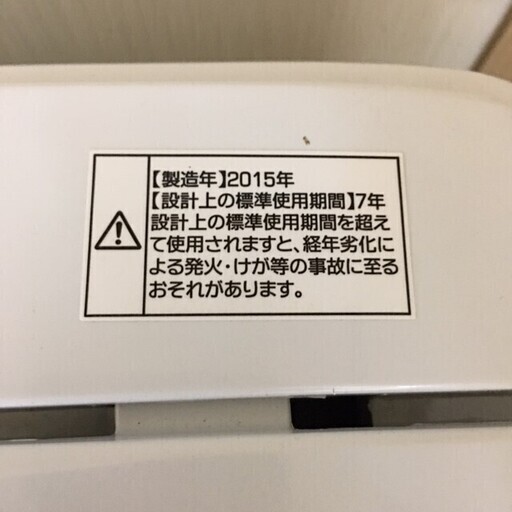 【製造年】2015年
【設計上の標準使用期間】7年
設計上の標準使用期間を超え
て使用されますと、経年劣化に
よる発火・けが等の事故に至る
おそれがあります。